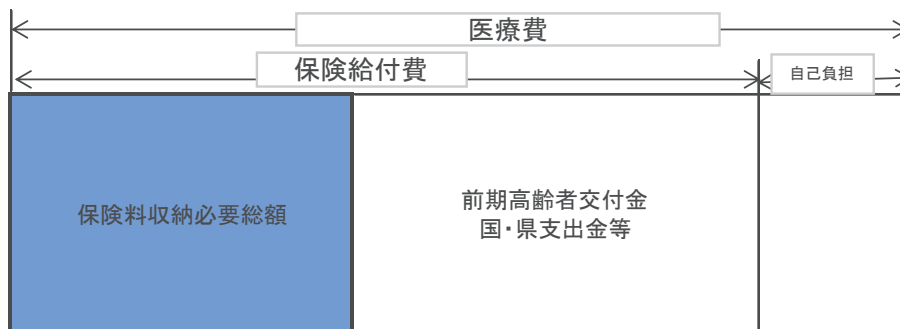 医療費
保険給付費
自己負担
保険料収納必要総額
前期高齢者交付金
国・県支出金等